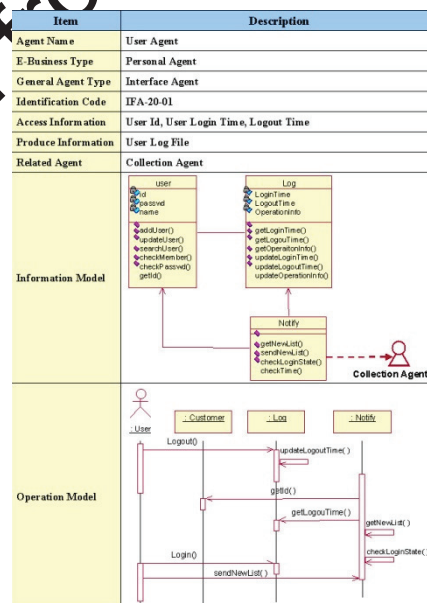 Item Description
Agent Name User Agent
E-Business Type Personal Agent
General Agent Type Interface Agent
Identification Code IFA-20-01
Access Information User Id, User Login Time, Logout Time
Produce Information User Log File
Related Agent Collection Agent
Information Model
user
id
passwd
name
addUser()
updateUser()
searchUser()
checkMember()
checkPasswd()
getId()
Log
LoginTime
LogoutTime
OperationInfo
getLoginTime()
getLogouTime()
getOperaitonInfo()
updateLoginTime()
updateLogoutTime()
updateOperationInfo()
Notify
getNewList()
sendNewList()
checkLoginState()
checkTime()
Collection Agent
Operation Model
: User
: Customer
: Log
: Notify
Logout()
updateLogoutTime( )
getId( )
getLogouTime( )
getNewList( )
checkLoginState( )
Login()
sendNewList( )